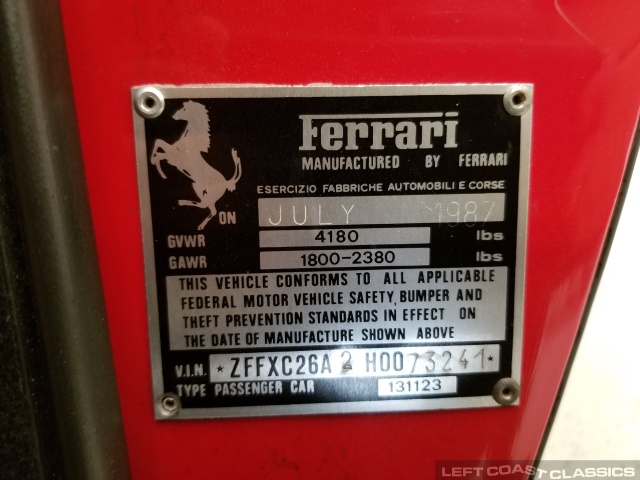 Ferrari
MANUFACTURED BY FERRARI
ESERCIZIO FABBRICHE AUTOMOBILI E CORSE
ON JULY 1987
GVWR 4180 lbs
GAWR 1800-2380 lbs
THIS VEHICLE CONFORMS TO ALL APPLICABLE
FEDERAL MOTOR VEHICLE SAFETY, BUMPER AND
THEFT PREVENTION STANDARDS IN EFFECT ON
THE DATE OF MANUFACTURE SHOWN ABOVE
V.I.N. * ZFFXC26A 2 H0073241 *
TYPE PASSENGER CAR 131123
LEFT COAST CLASSICS